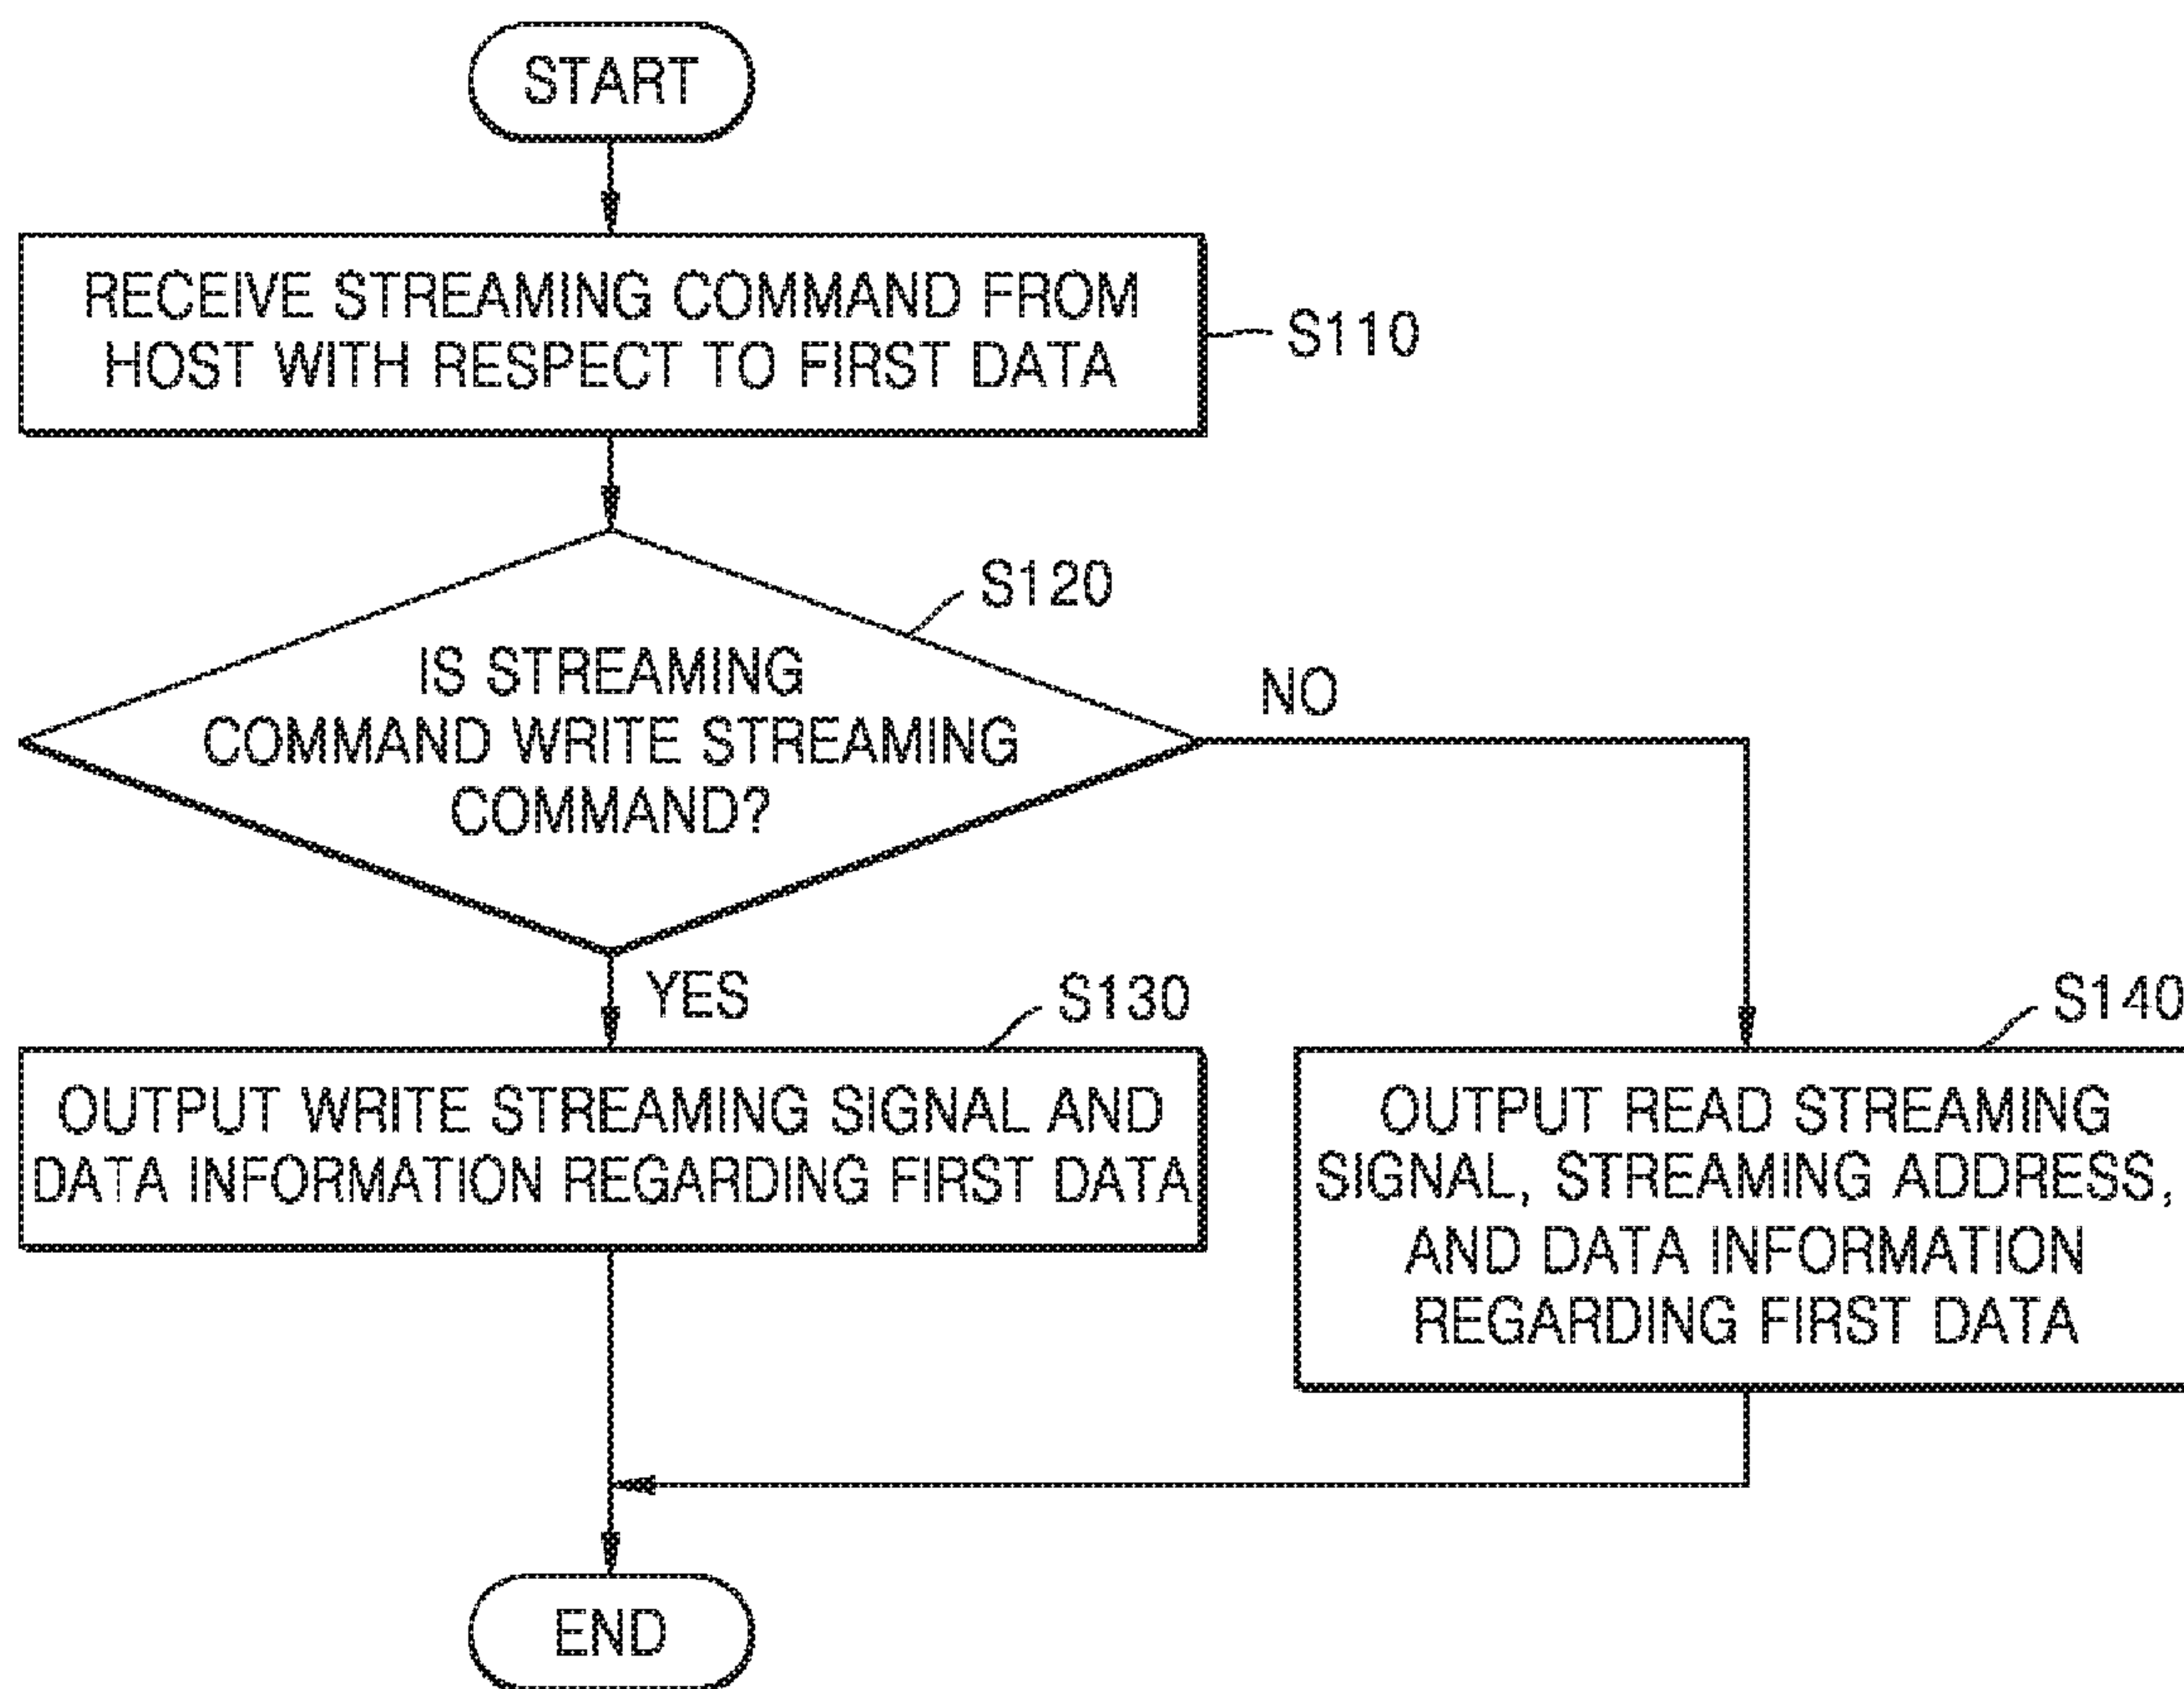 START
RECEIVE STREAMING COMMAND FROM
HOST WITH RESPECT TO FIRST DATA
S110
S120
IS STREAMING
COMMAND WRITE STREAMING
COMMAND?
NO
YES
S130
OUTPUT WRITE STREAMING SIGNAL AND
DATA INFORMATION REGARDING FIRST DATA
S140
OUTPUT READ STREAMING
SIGNAL, STREAMING ADDRESS,
AND DATA INFORMATION
REGARDING FIRST DATA
END